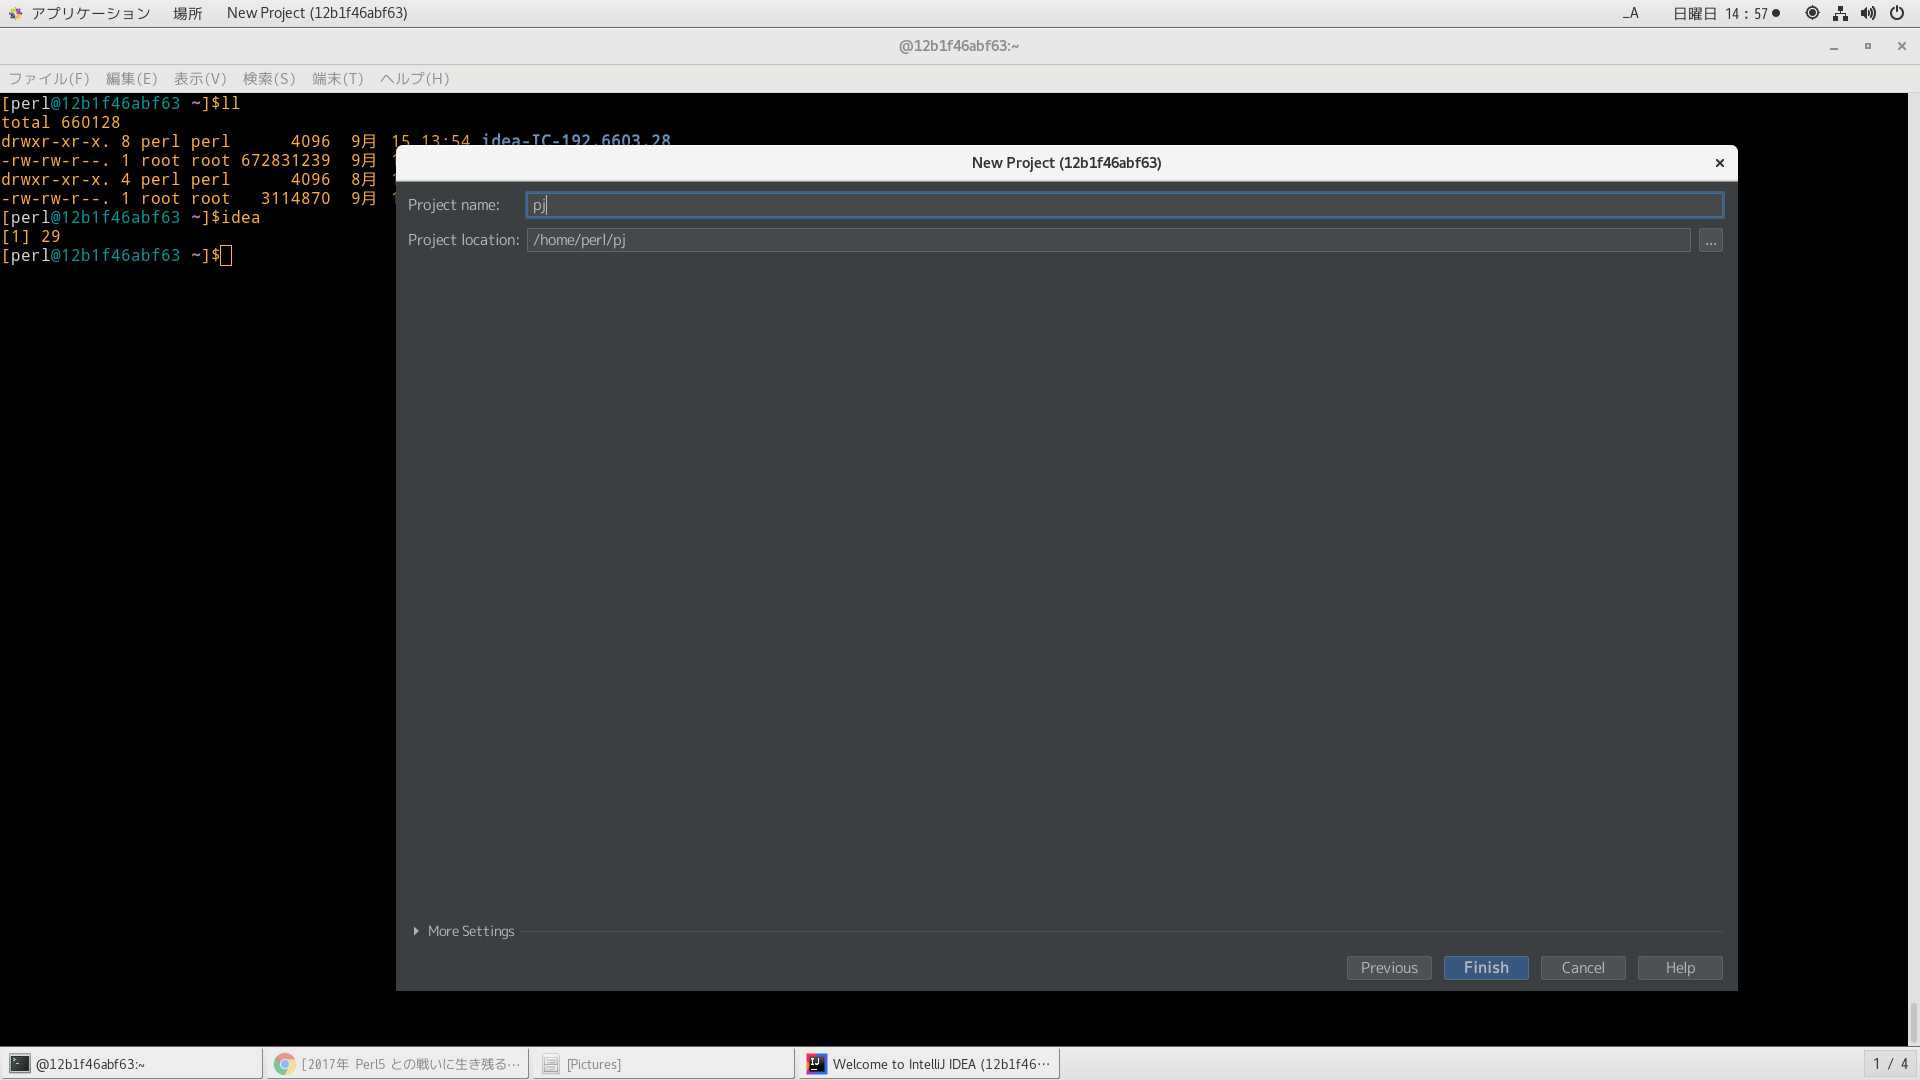 アプリケーション 場所 New Project (12b1f46abf63) _A 日曜日 14：57
@12b1f46abf63:~
ファイル(F) 編集(E) 表示(V) 検索(S) 端末(T) ヘルプ(H)
[perl@12b1f46abf63 ~]$ll
total 660128
drwxr-xr-x. 8 perl perl 4096 9月 15 13:54 idea-IC-192.6603.28
-rw-rw-r--. 1 root root 672831239 9月
drwxr-xr-x. 4 perl perl 4096 8月
-rw-rw-r--. 1 root root 3114870 9月
[perl@12b1f46abf63 ~]$idea
[1] 29
[perl@12b1f46abf63 ~]$
New Project (12b1f46abf63)
Project name: pj
Project location: /home/perl/pj ...
More Settings
Previous Finish Cancel Help
@12b1f46abf63:~ [2017年 Perl5 との戦いに生き残る… [Pictures] Welcome to IntelliJ IDEA (12b1f46… 1 / 4